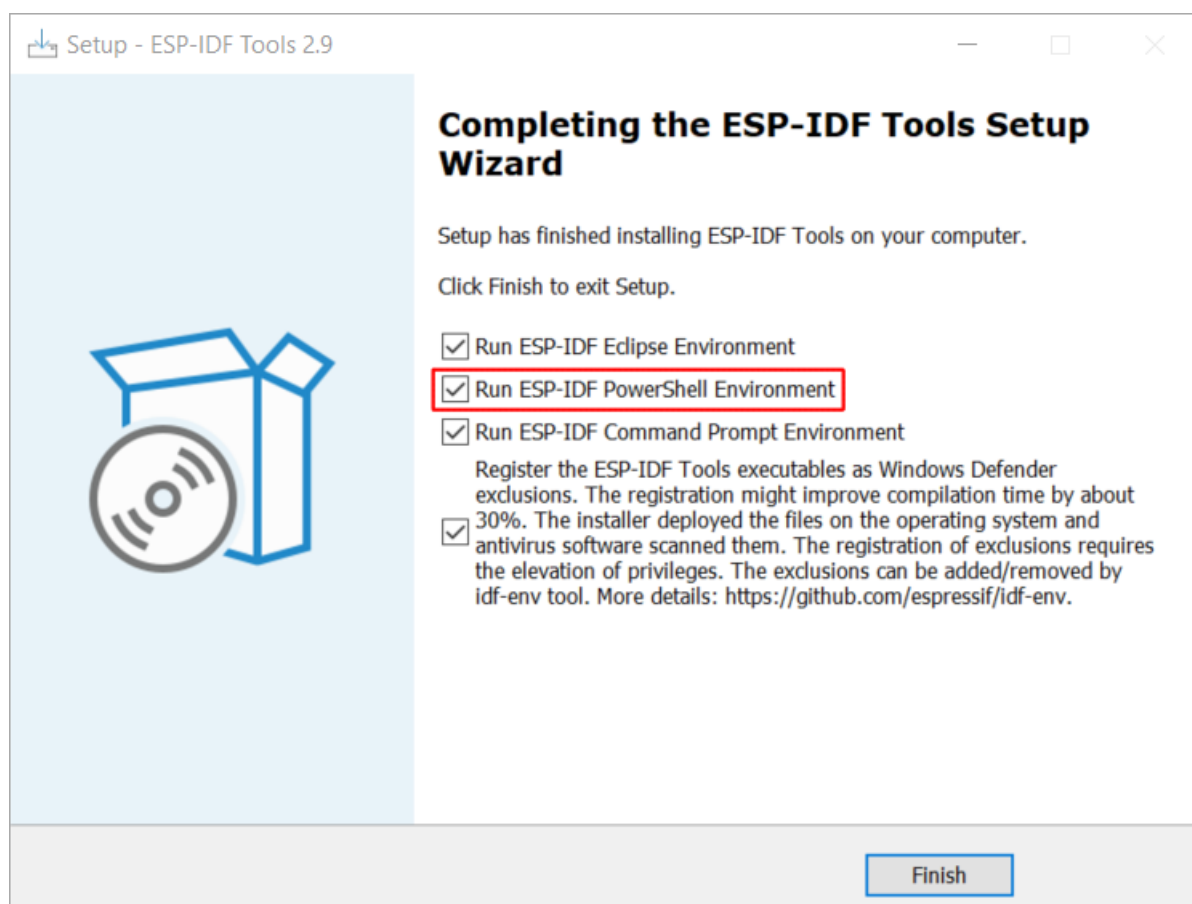 Setup - ESP-IDF Tools 2.9
Completing the ESP-IDF Tools Setup
Wizard
Setup has finished installing ESP-IDF Tools on your computer.
Click Finish to exit Setup.
Run ESP-IDF Eclipse Environment
Run ESP-IDF PowerShell Environment
Run ESP-IDF Command Prompt Environment
Register the ESP-IDF Tools executables as Windows Defender
exclusions. The registration might improve compilation time by about
30%. The installer deployed the files on the operating system and
antivirus software scanned them. The registration of exclusions requires
the elevation of privileges. The exclusions can be added/removed by
idf-env tool. More details: https://github.com/espressif/idf-env.
Finish